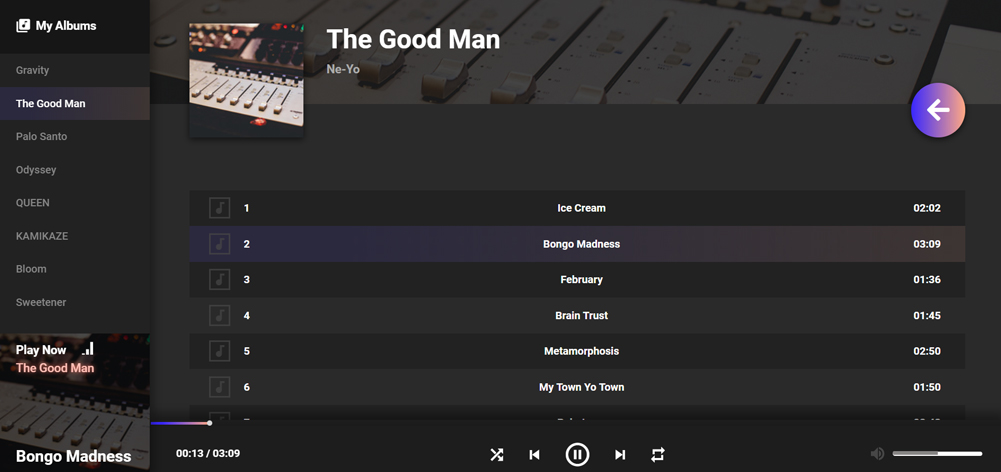 My Albums
Gravity
The Good Man
Palo Santo
Odyssey
QUEEN
KAMIKAZE
Bloom
Sweetener
Play Now
The Good Man
Bongo Madness
The Good Man
Ne-Yo
1 Ice Cream 02:02
2 Bongo Madness 03:09
3 February 01:36
4 Brain Trust 01:45
5 Metamorphosis 02:50
6 My Town Yo Town 01:50
00:13 / 03:09